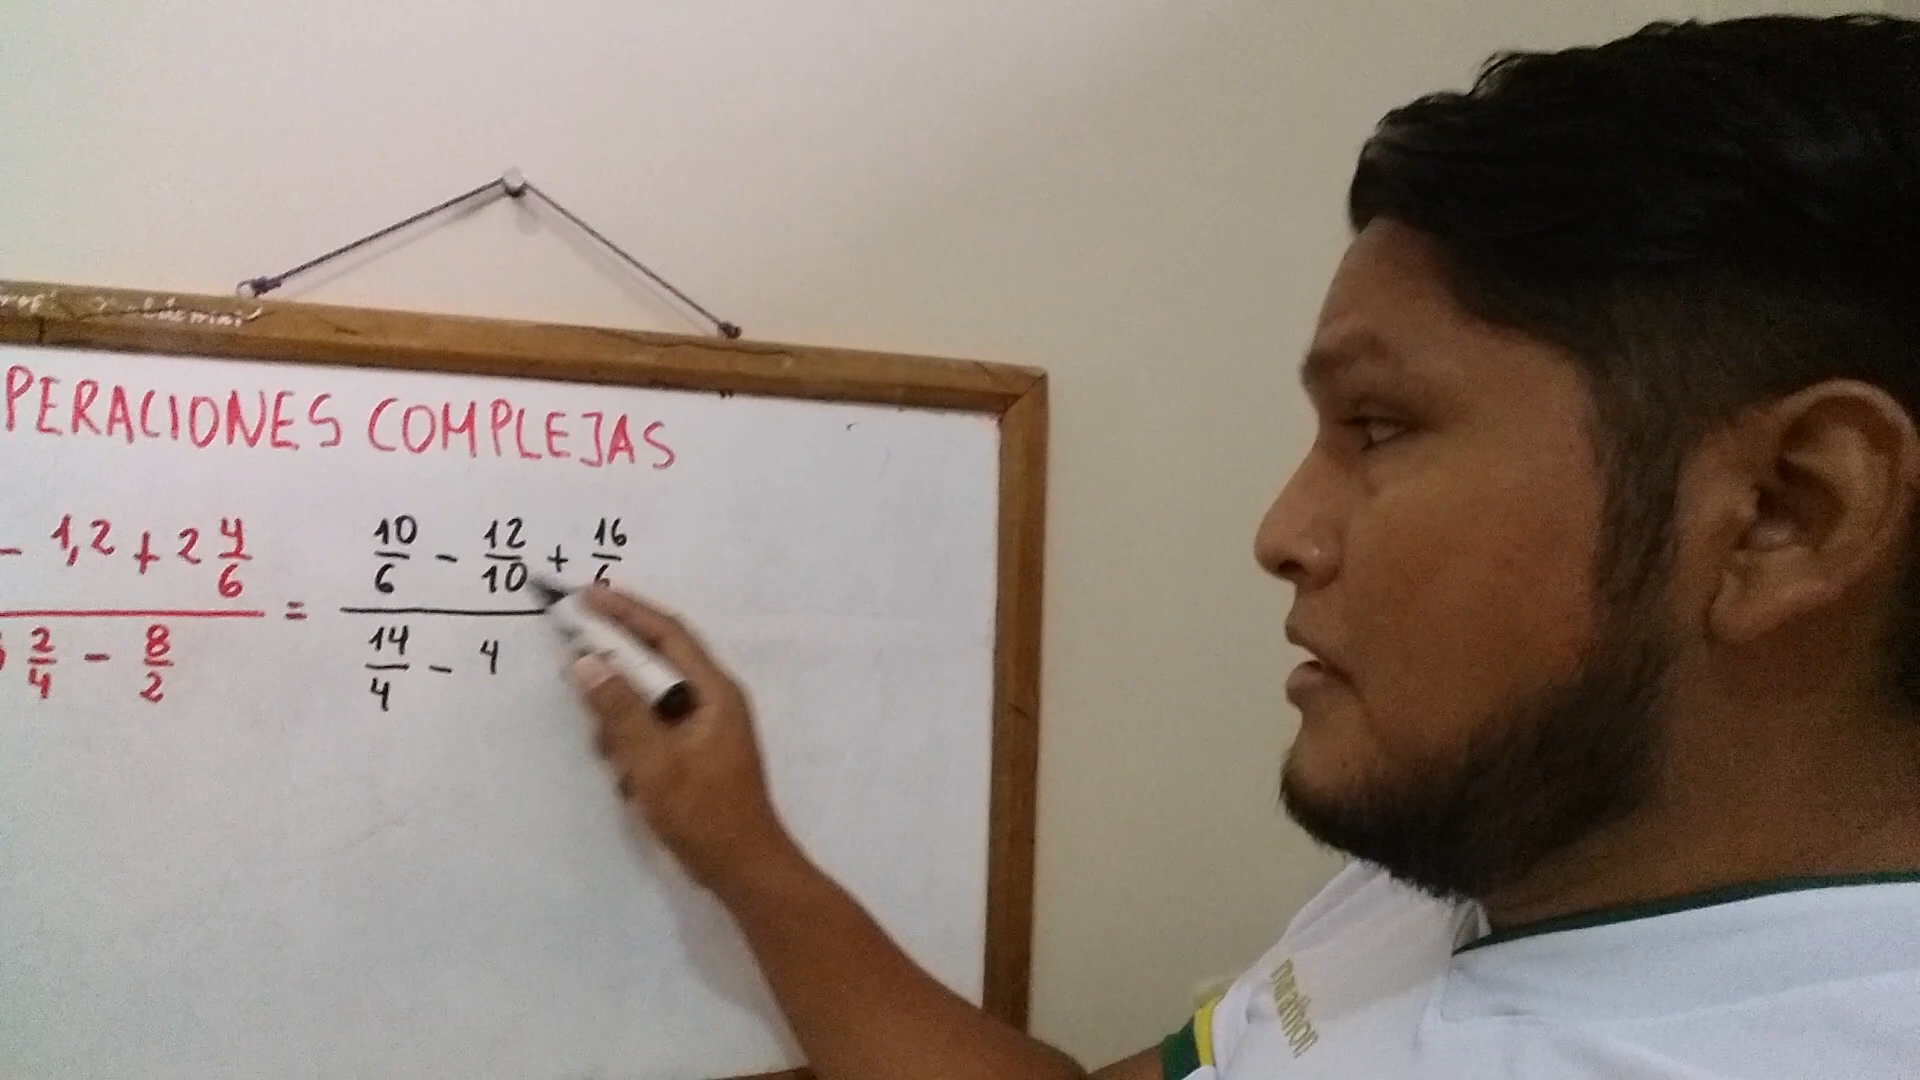 PERACIONES COMPLEJAS
- 1,2 + 2 4/6 = 10/6 - 12/10 + 16/6
2/4 - 8/2 14/4 - 4
marathon